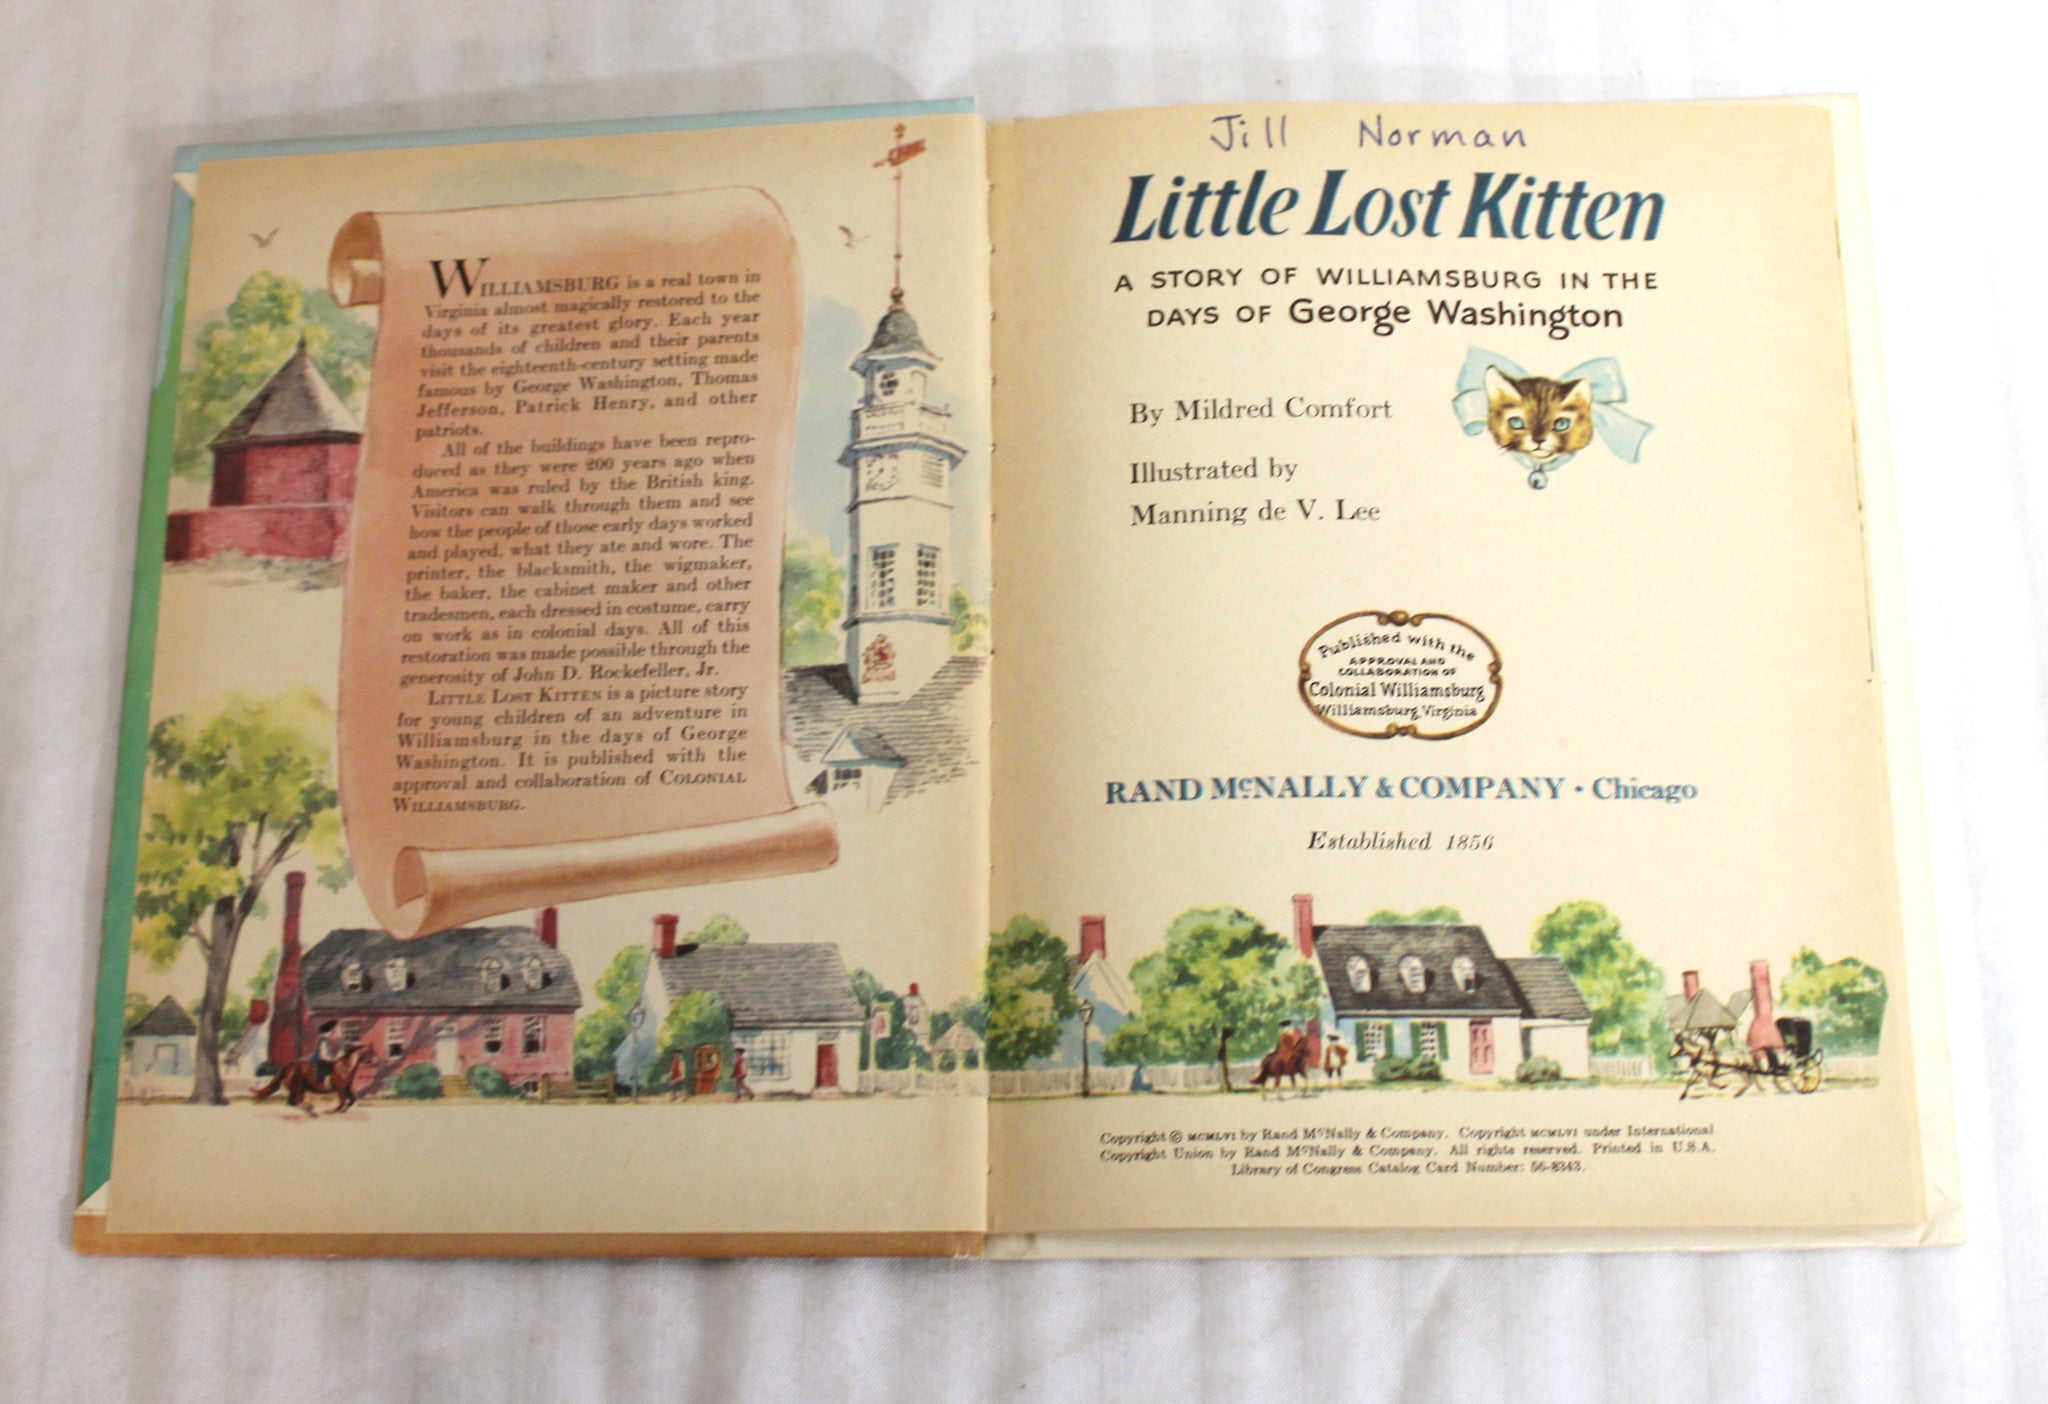 WILLIAMSBURG is a real town in
Virginia almost magically restored to the
days of its greatest glory. Each year
thousands of children and their parents
visit the eighteenth-century setting made
famous by George Washington, Thomas
Jefferson, Patrick Henry, and other
patriots.
All of the buildings have been repro-
duced as they were 200 years ago when
America was ruled by the British king.
Visitors can walk through them and see
how the people of those early days worked
and played, what they ate and wore. The
printer, the blacksmith, the wigmaker,
the baker, the cabinet maker and other
tradesmen, each dressed in costume, carry
on work as in colonial days. All of this
restoration was made possible through the
generosity of John D. Rockefeller, Jr.
LITTLE LOST KITTEN is a picture story
for young children of an adventure in
Williamsburg in the days of George
Washington. It is published with the
approval and collaboration of COLONIAL
WILLIAMSBURG.
Jill Norman
Little Lost Kitten
A STORY OF WILLIAMSBURG IN THE
DAYS OF George Washington
By Mildred Comfort
Illustrated by
Manning de V. Lee
Published with the
APPROVAL AND
COLLABORATION OF
Colonial Williamsburg
Williamsburg, Virginia
RAND McNALLY & COMPANY • Chicago
Established 1856
Copyright © MCMLVI by Rand McNally & Company. Copyright MCMLVI under International
Copyright Union by Rand McNally & Company. All rights reserved. Printed in U.S.A.
Library of Congress Catalog Card Number: 56-8343.